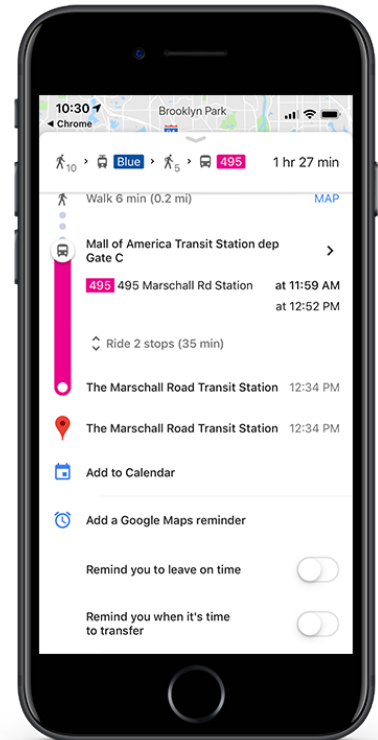 10:30
Chrome
Brooklyn Park
10 Blue 5 495 1 hr 27 min
Walk 6 min (0.2 mi) MAP
Mall of America Transit Station dep
Gate C
495 495 Marschall Rd Station at 11:59 AM
at 12:52 PM
Ride 2 stops (35 min)
The Marschall Road Transit Station 12:34 PM
The Marschall Road Transit Station 12:34 PM
Add to Calendar
Add a Google Maps reminder
Remind you to leave on time
Remind you when it's time
to transfer